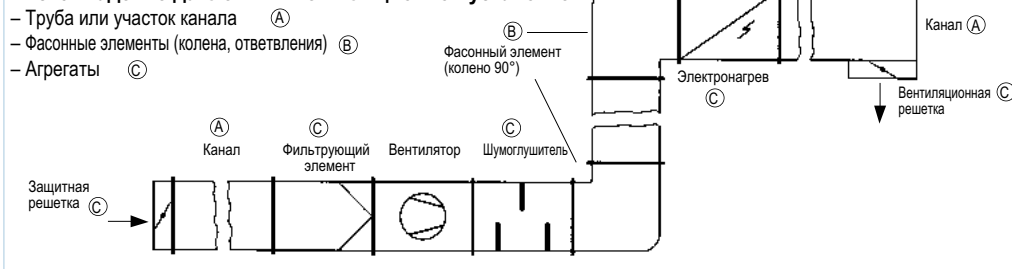 – Труба или участок канала Ⓐ
– Фасонные элементы (колена, ответвления) Ⓑ
– Агрегаты Ⓒ
Ⓑ
Фасонный элемент
(колено 90°)
Канал Ⓐ
Электронагрев
Ⓒ
Вентиляционная Ⓒ
решетка
Ⓐ
Канал
Ⓒ
Фильтрующий
элемент
Вентилятор
Ⓒ
Шумоглушитель
Защитная
решетка Ⓒ